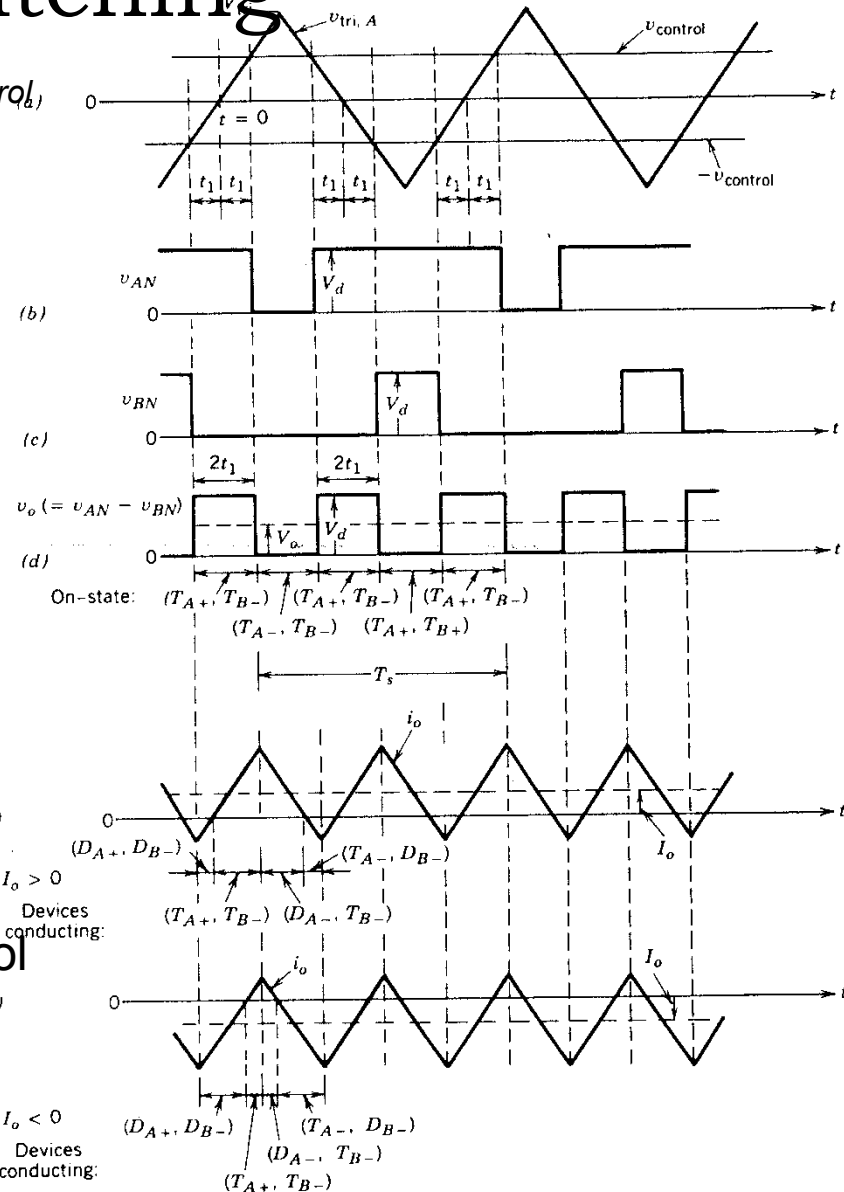 v_tri, A
v_control
(a)
0
t
t = 0
−v_control
t₁ t₁ t₁ t₁ t₁ t₁
v_AN
V_d
(b)
0
t
v_BN
V_d
(c)
0
t
2t₁ 2t₁
v_o (= v_AN − v_BN)
V_o V_d
(d)
0
t
On-state: (T_A+, T_B−) (T_A+, T_B−) (T_A+, T_B−)
(T_A−, T_B−) (T_A+, T_B+)
T_s
i_o
0
t
(D_A+, D_B−) (T_A−, D_B−) I_o
I_o > 0
Devices (T_A+, T_B−) (D_A−, T_B−)
conducting:
ol
i_o I_o
0
t
I_o < 0
(D_A+, D_B−) (T_A−, D_B−)
Devices (D_A−, T_B−)
conducting:
(T_A+, T_B−)